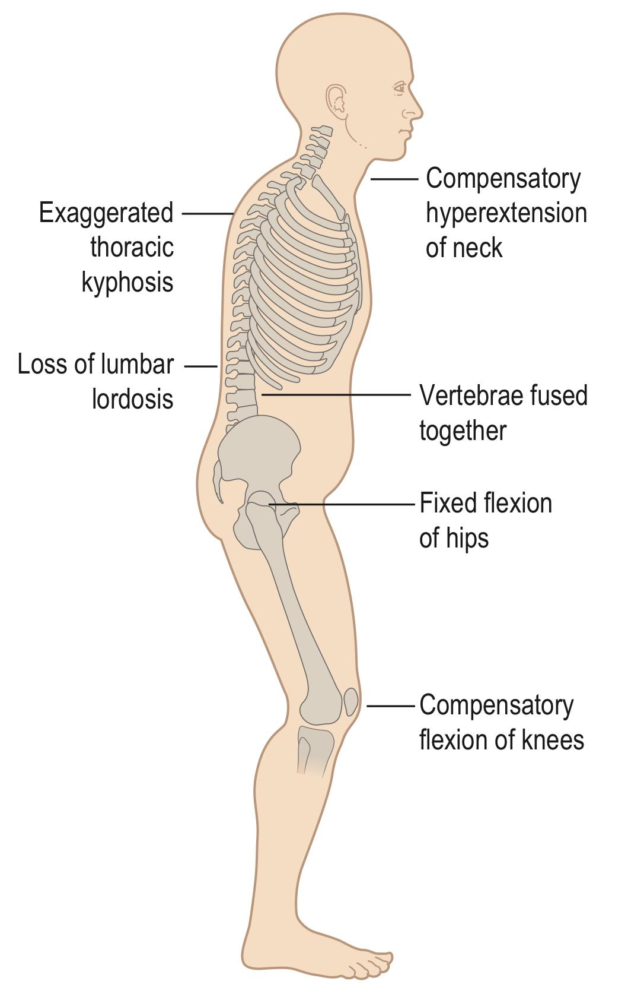 Compensatory
hyperextension
of neck
Exaggerated
thoracic
kyphosis
Loss of lumbar
lordosis
Vertebrae fused
together
Fixed flexion
of hips
Compensatory
flexion of knees